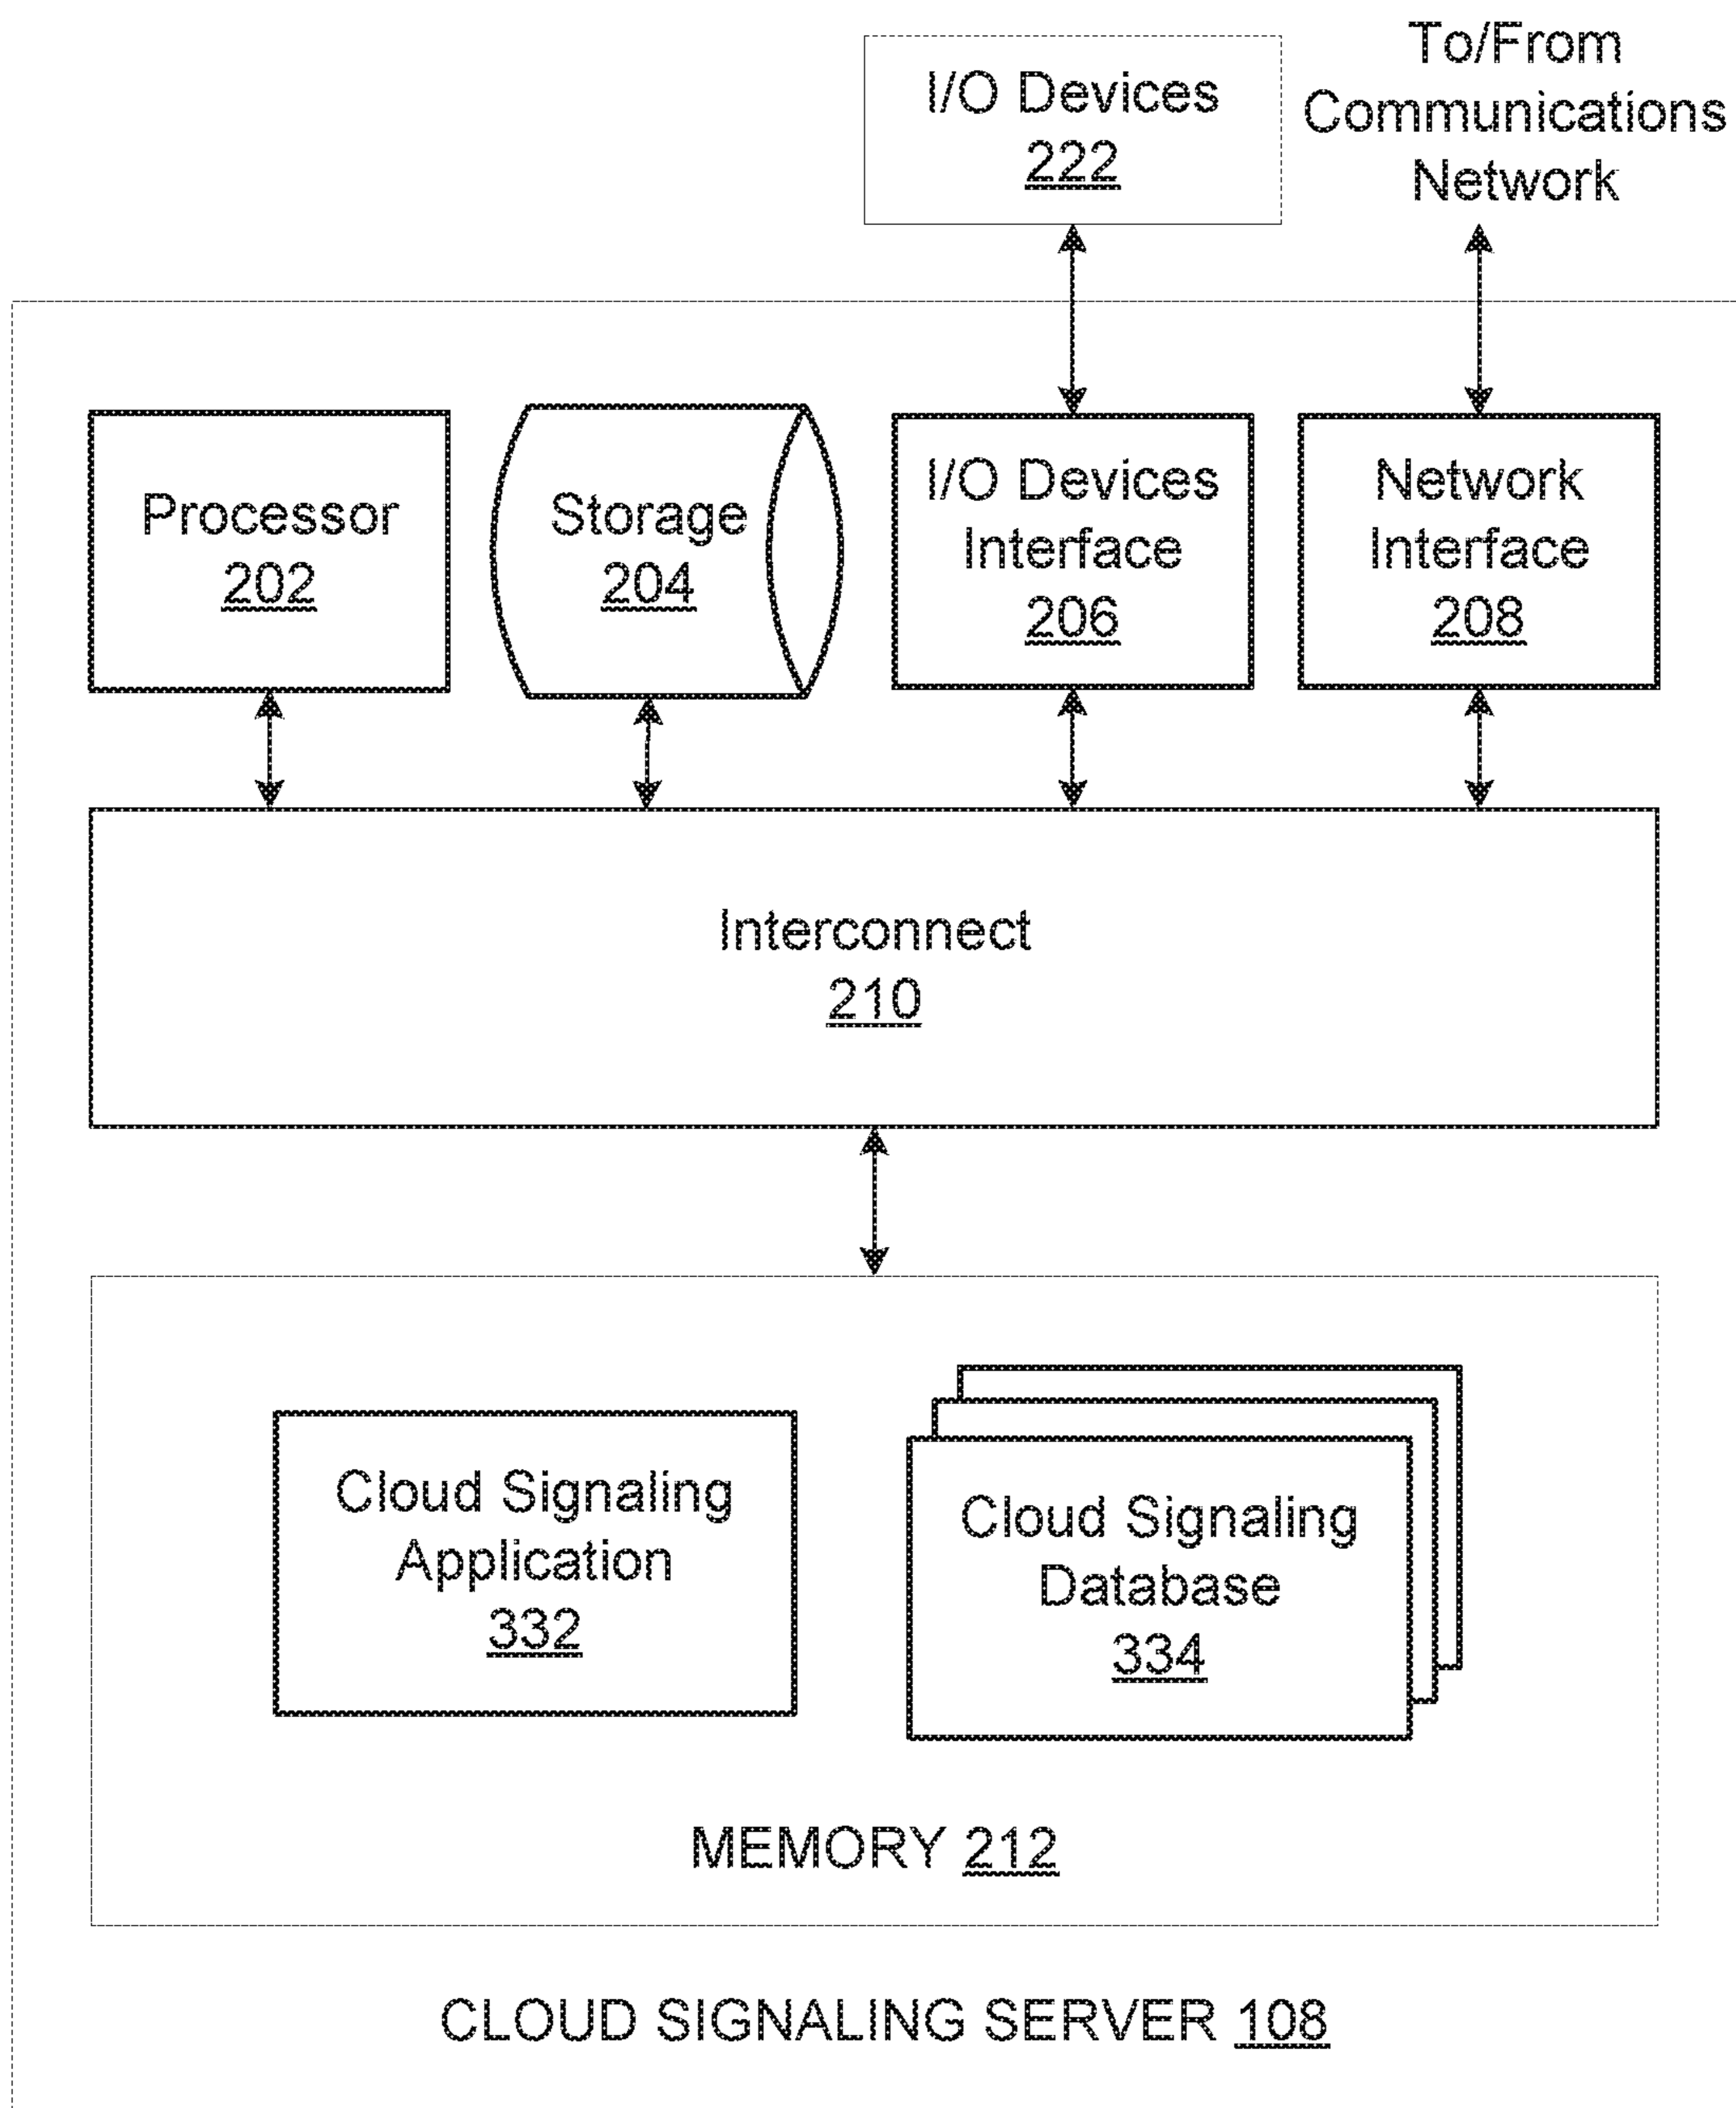 I/O Devices
222
To/From
Communications
Network
Processor
202
Storage
204
I/O Devices
Interface
206
Network
Interface
208
Interconnect
210
Cloud Signaling
Application
332
Cloud Signaling
Database
334
MEMORY 212
CLOUD SIGNALING SERVER 108